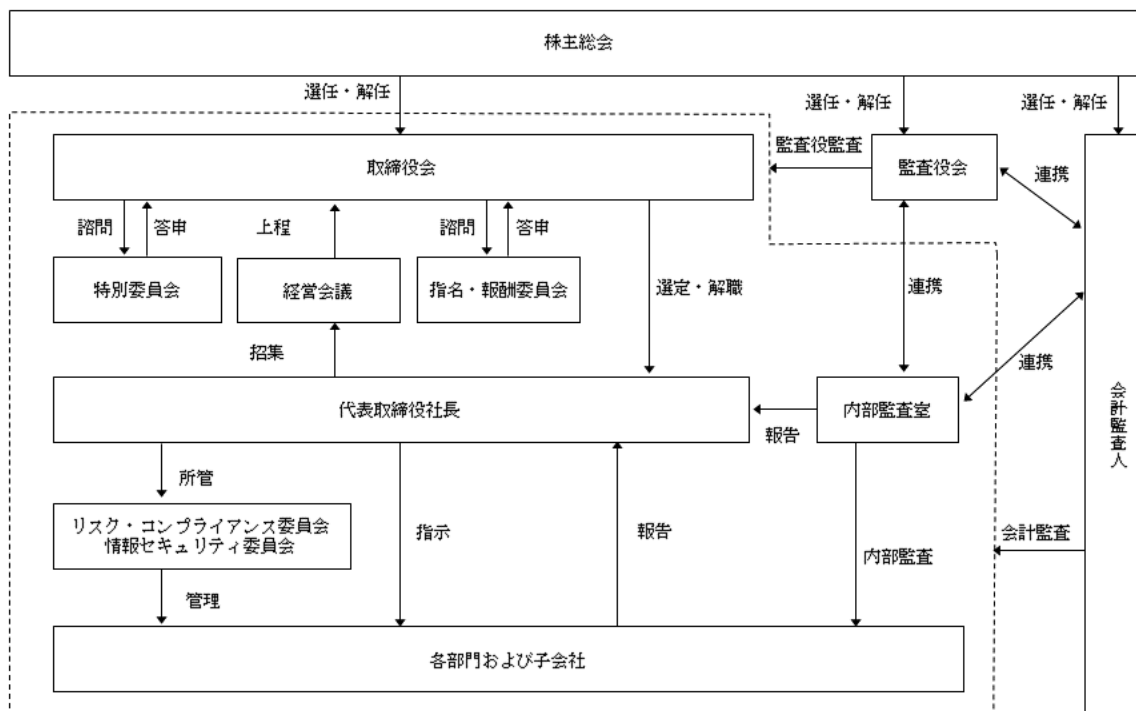 株主総会
選任・解任
選任・解任
選任・解任
取締役会
監査役監査
監査役会
連携
諮問
答申
上程
諮問
答申
特別委員会
経営会議
指名・報酬委員会
選定・解職
連携
招集
連携
代表取締役社長
報告
内部監査室
会計監査人
所管
リスク・コンプライアンス委員会
情報セキュリティ委員会
指示
報告
内部監査
会計監査
管理
各部門および子会社